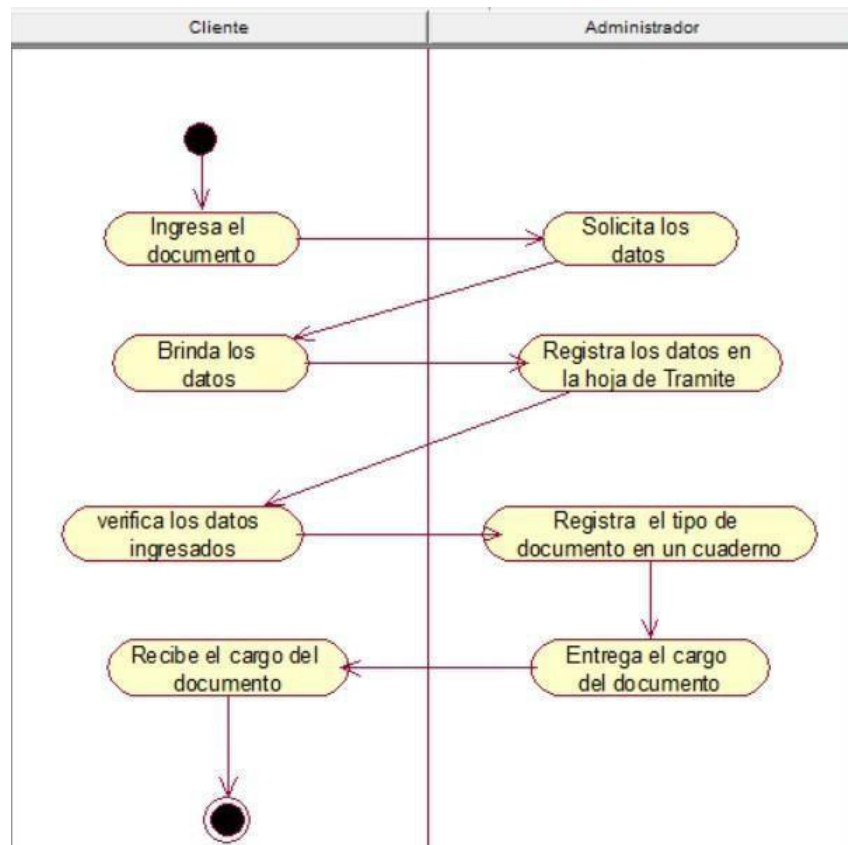 Cliente
Administrador
Ingresa el
documento
Solicita los
datos
Brinda los
datos
Registra los datos en
la hoja de Tramite
verifica los datos
ingresados
Registra el tipo de
documento en un cuaderno
Recibe el cargo del
documento
Entrega el cargo
del documento